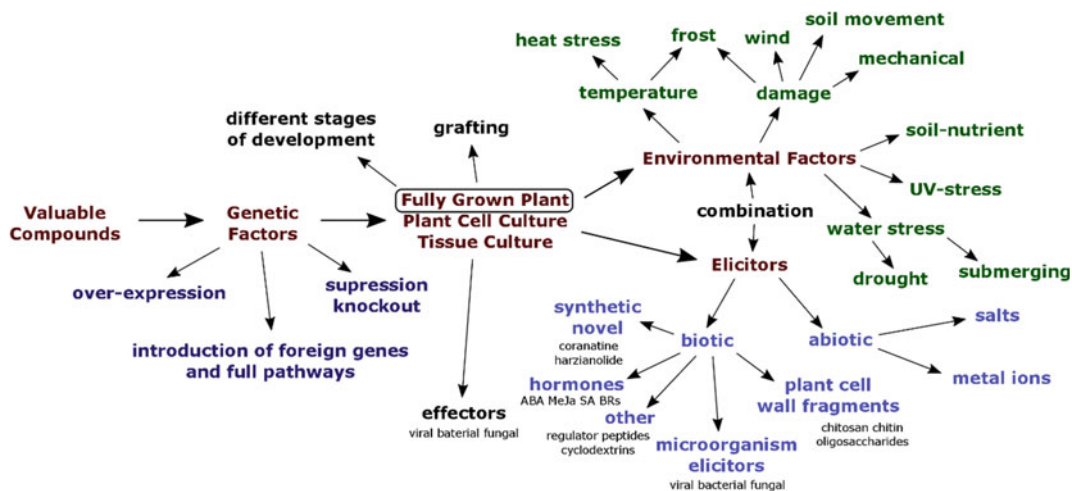 soil movement
heat stress
frost
wind
mechanical
temperature
damage
different stages
of development
grafting
soil-nutrient
Environmental Factors
Fully Grown Plant
UV-stress
Valuable
Compounds
Genetic
Factors
Plant Cell Culture
Tissue Culture
combination
water stress
Elicitors
drought
submerging
over-expression
supression
knockout
synthetic
novel
coranatine
harzianolide
biotic
abiotic
salts
introduction of foreign genes
and full pathways
metal ions
hormones
ABA MeJa SA BRs
plant cell
wall fragments
chitosan chitin
oligosaccharides
effectors
viral baterial fungal
other
regulator peptides
cyclodextrins
microorganism
elicitors
viral bacterial fungal